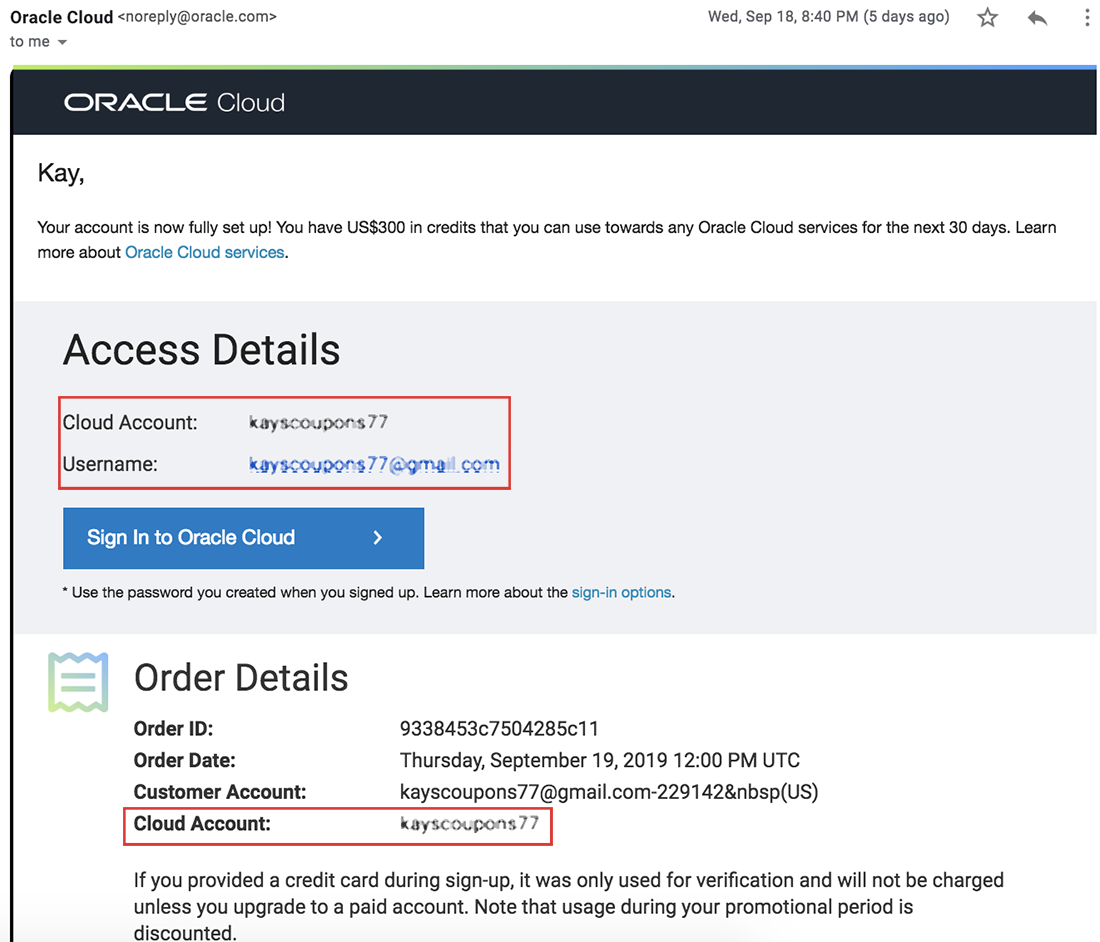 Oracle Cloud <noreply@oracle.com>
Wed, Sep 18, 8:40 PM (5 days ago)
to me
ORACLE Cloud
Kay,
Your account is now fully set up! You have US$300 in credits that you can use towards any Oracle Cloud services for the next 30 days. Learn
more about Oracle Cloud services.
Access Details
Cloud Account: kayscoupons77
Username: kayscoupons77@gmail.com
Sign In to Oracle Cloud
* Use the password you created when you signed up. Learn more about the sign-in options.
Order Details
Order ID: 9338453c7504285c11
Order Date: Thursday, September 19, 2019 12:00 PM UTC
Customer Account: kayscoupons77@gmail.com-229142&nbsp(US)
Cloud Account: kayscoupons77
If you provided a credit card during sign-up, it was only used for verification and will not be charged
unless you upgrade to a paid account. Note that usage during your promotional period is
discounted.